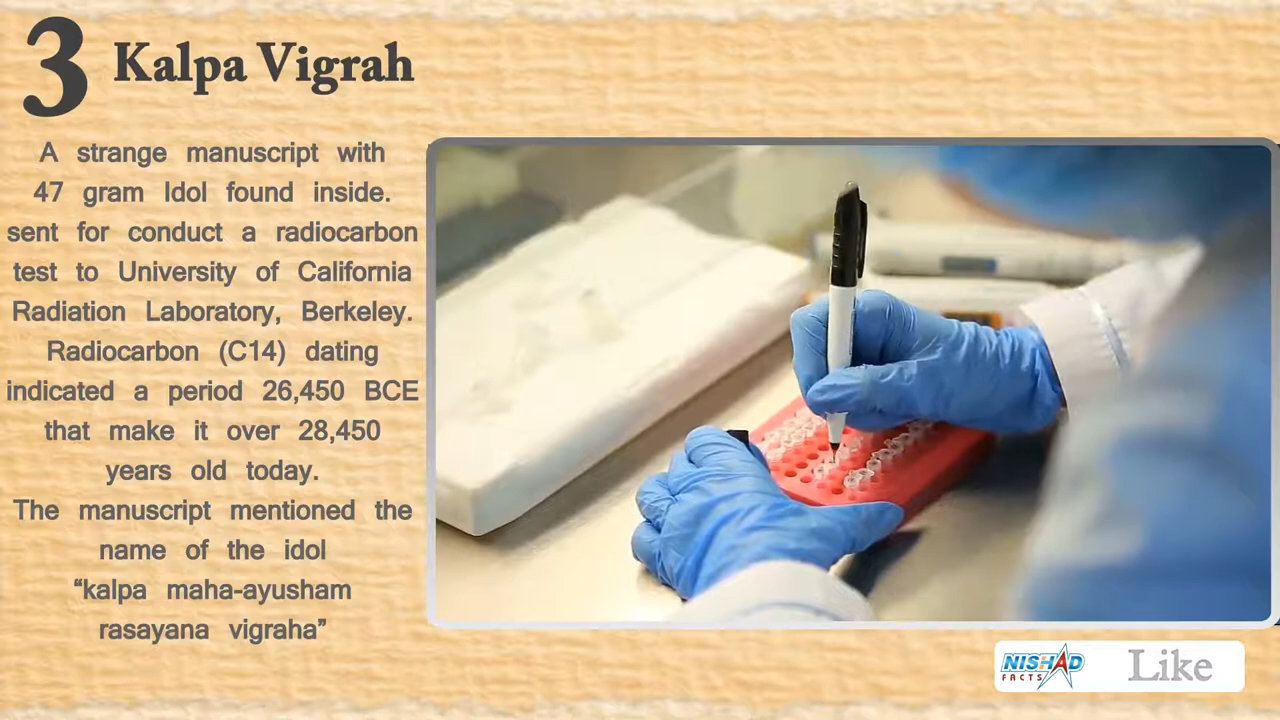 3 Kalpa Vigrah
A strange manuscript with
47 gram Idol found inside.
sent for conduct a radiocarbon
test to University of California
Radiation Laboratory, Berkeley.
Radiocarbon (C14) dating
indicated a period 26,450 BCE
that make it over 28,450
years old today.
The manuscript mentioned the
name of the idol
“kalpa maha-ayusham
rasayana vigraha”
NISHAD
FACTS
Like